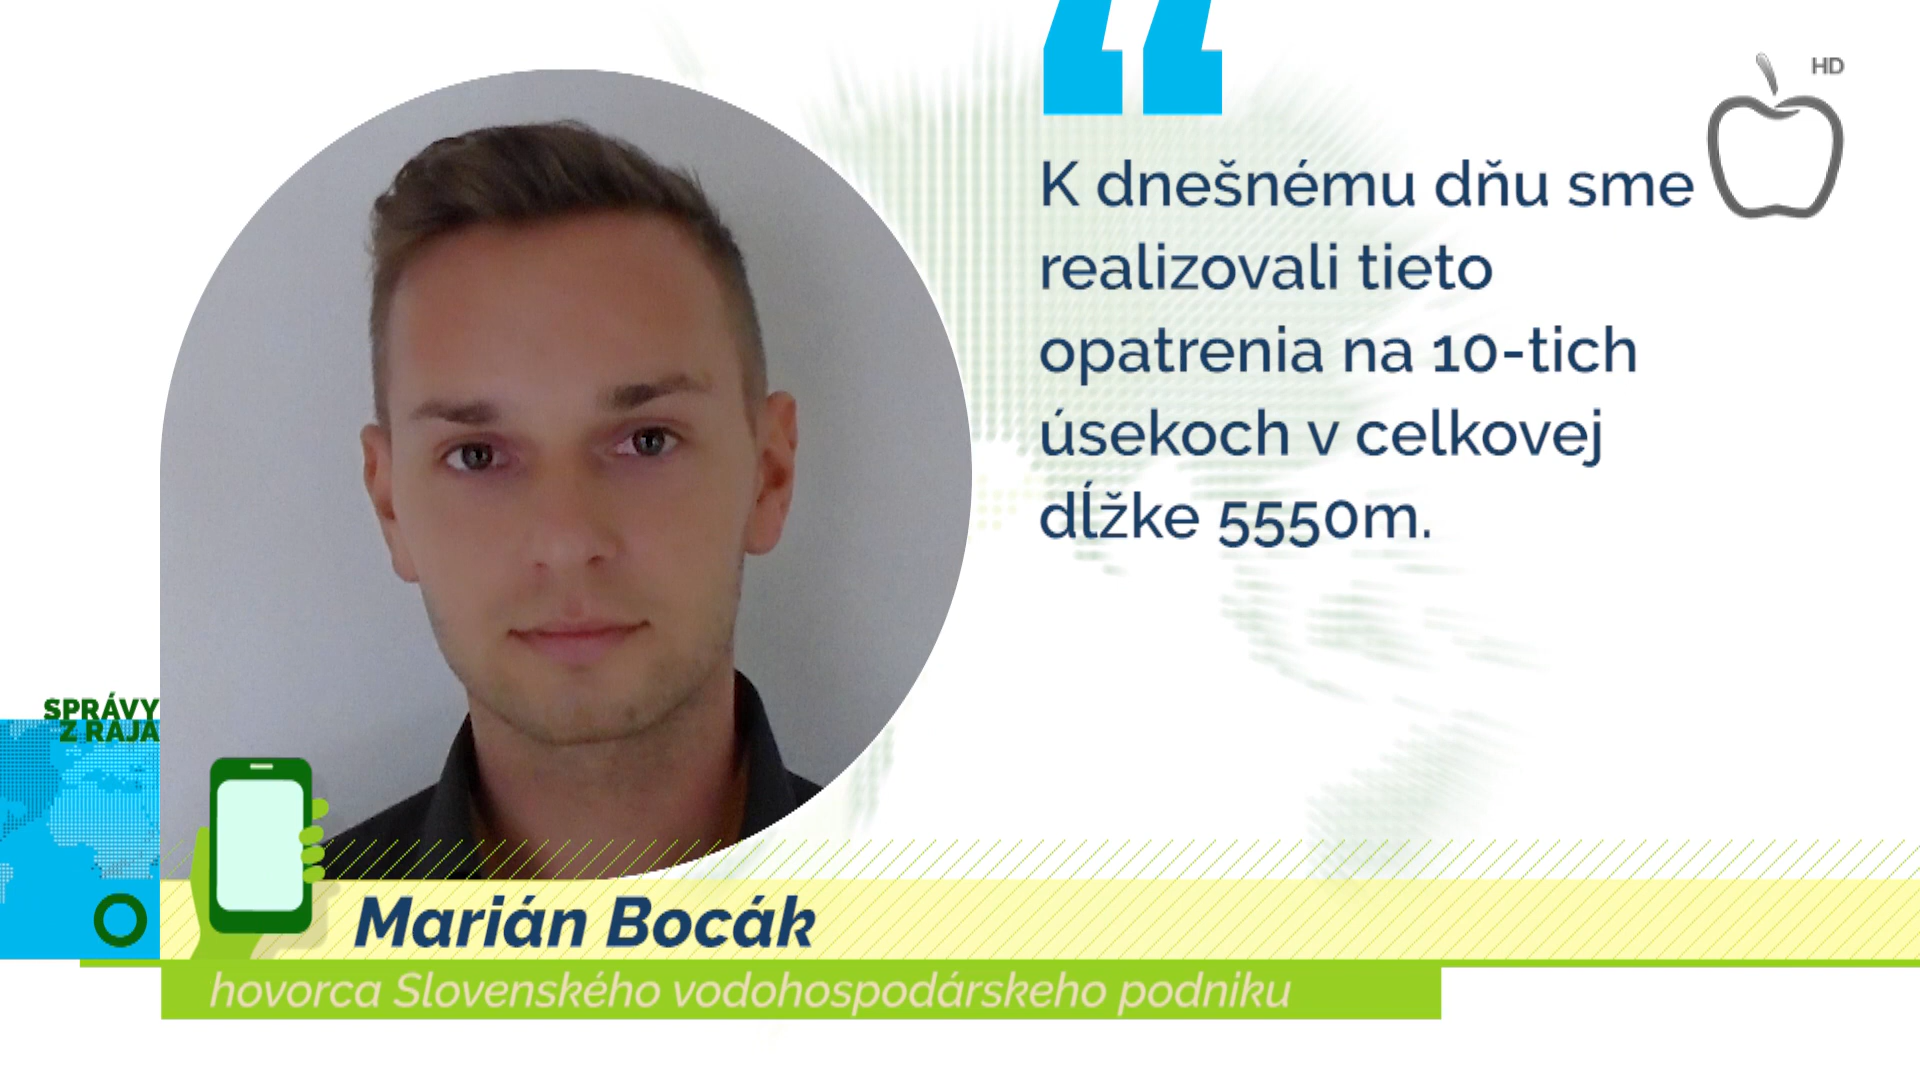 K dnešnému dňu sme
realizovali tieto
opatrenia na 10-tich
úsekoch v celkovej
dĺžke 5550m.
HD
SPRÁVY
Z RAJA
Marián Bocák
hovorca Slovenského vodohospodárskeho podniku